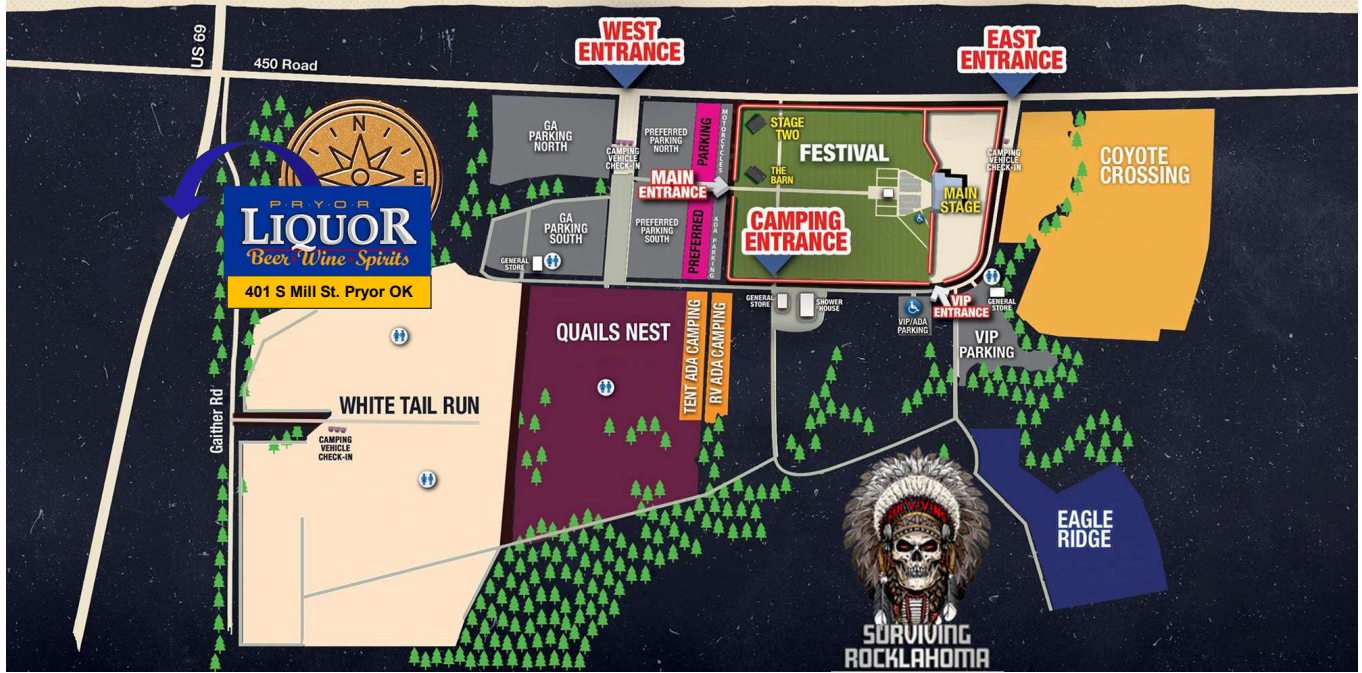 WEST
ENTRANCE
EAST
ENTRANCE
US 69
450 Road
N
E
PRYOR
LIQUOR
Beer·Wine·Spirits
401 S Mill St. Pryor OK
GA
PARKING
NORTH
CAMPING
VEHICLE
CHECK-IN
PREFERRED
PARKING
NORTH
PREFERRED PARKING
MOTORCYCLES
ADA PARKING
STAGE
TWO
FESTIVAL
THE
BARN
MAIN
ENTRANCE
MAIN
STAGE
CAMPING
VEHICLE
CHECK-IN
COYOTE
CROSSING
GA
PARKING
SOUTH
GENERAL
STORE
PREFERRED
PARKING
SOUTH
CAMPING
ENTRANCE
GENERAL
STORE
SHOWER
HOUSE
VIP/ADA
PARKING
VIP
ENTRANCE
GENERAL
STORE
VIP
PARKING
QUAILS NEST
TENT ADA CAMPING
RV ADA CAMPING
Gaither Rd
WHITE TAIL RUN
CAMPING
VEHICLE
CHECK-IN
EAGLE
RIDGE
SURVIVING
SURVIVING
ROCKLAHOMA